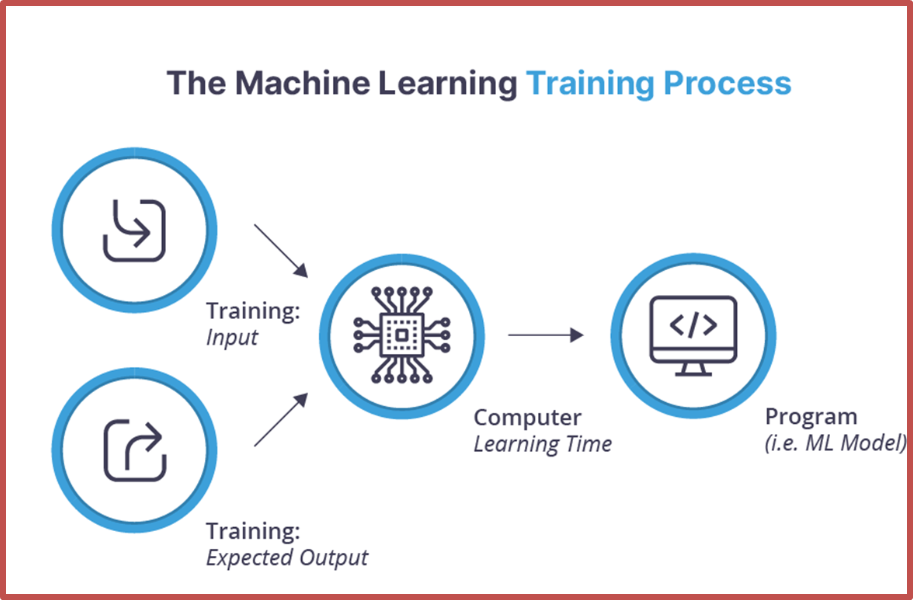 The Machine Learning Training Process
Training:
Input
Computer
Learning Time
</>
Program
(i.e. ML Model)
Training:
Expected Output